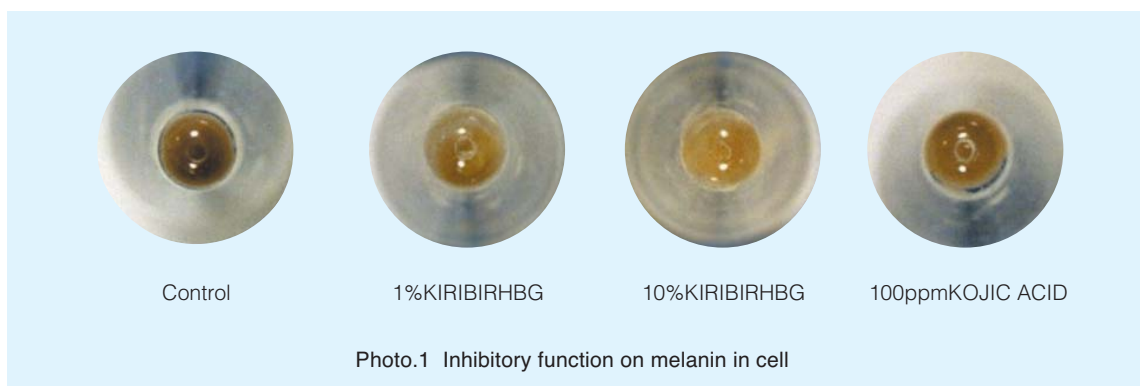 Control 1%KIRIBIRHBG 10%KIRIBIRHBG 100ppmKOJIC ACID
Photo.1 Inhibitory function on melanin in cell